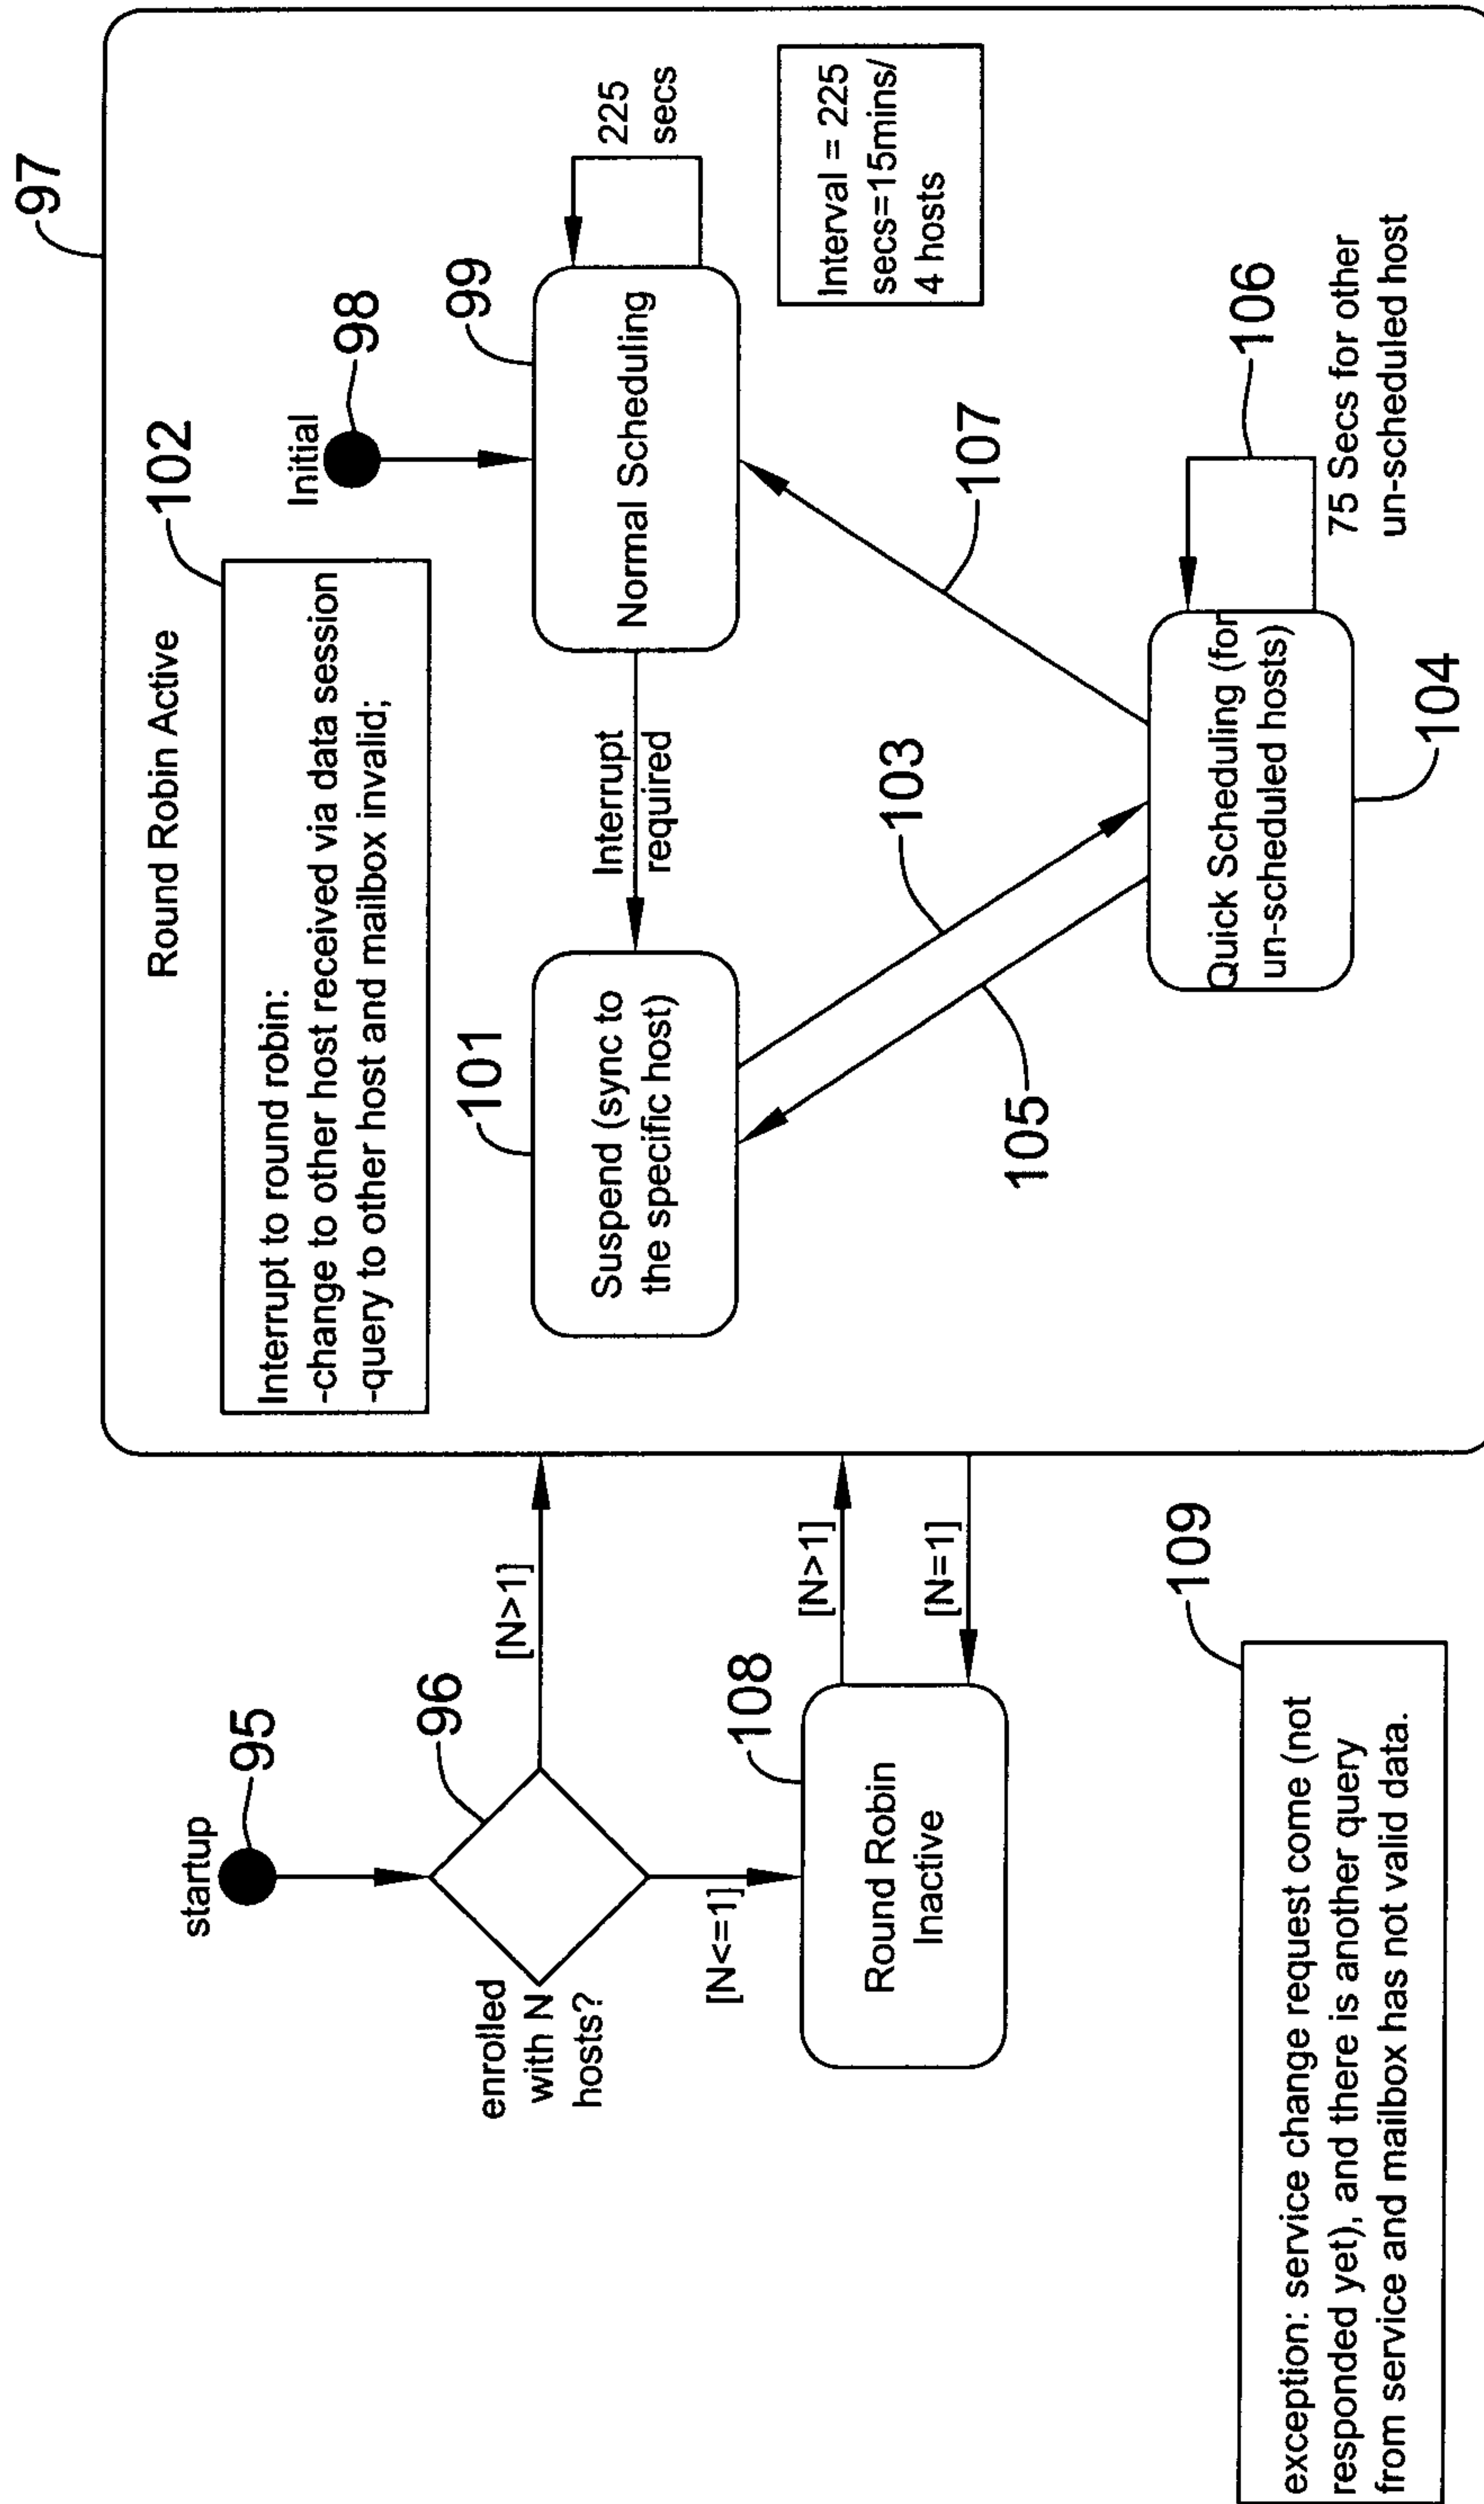 startup
95
enrolled
with N
hosts?
96
[N>1]
[N<=1]
108
Round Robin
Inactive
[N>1]
[N=1]
109
exception: service change request come (not
responded yet), and there is another query
from service and mailbox has not valid data.
97
Round Robin Active
102
Interrupt to round robin:
-change to other host received via data session
-query to other host and mailbox invalid;
Initial
98
101
Suspend (sync to
the specific host)
Interrupt
required
99
Normal Scheduling
225
secs
Interval = 225
secs=15mins/
4 hosts
103
105
107
Quick Scheduling (for
un-scheduled hosts)
104
106
75 Secs for other
un-scheduled host